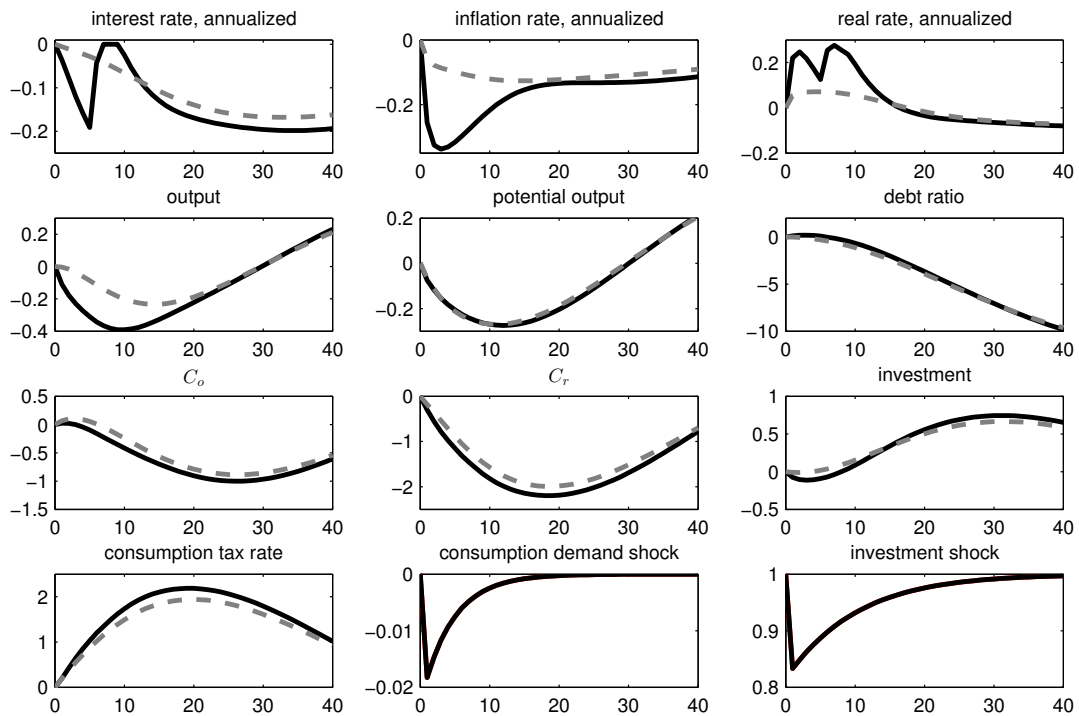 interest rate, annualized
inflation rate, annualized
real rate, annualized
0
−0.1
−0.2
0 10 20 30 40
0
−0.2
0 10 20 30 40
0.2
0
−0.2
0 10 20 30 40
output
potential output
debt ratio
0.2
0
−0.2
−0.4
0 10 20 30 40
0.2
0
−0.2
0 10 20 30 40
0
−5
−10
0 10 20 30 40
C_o
C_r
investment
0.5
0
−0.5
−1
−1.5
0 10 20 30 40
0
−1
−2
0 10 20 30 40
1
0.5
0
−0.5
0 10 20 30 40
consumption tax rate
consumption demand shock
investment shock
2
1
0
0 10 20 30 40
0
−0.01
−0.02
0 10 20 30 40
1
0.9
0.8
0 10 20 30 40